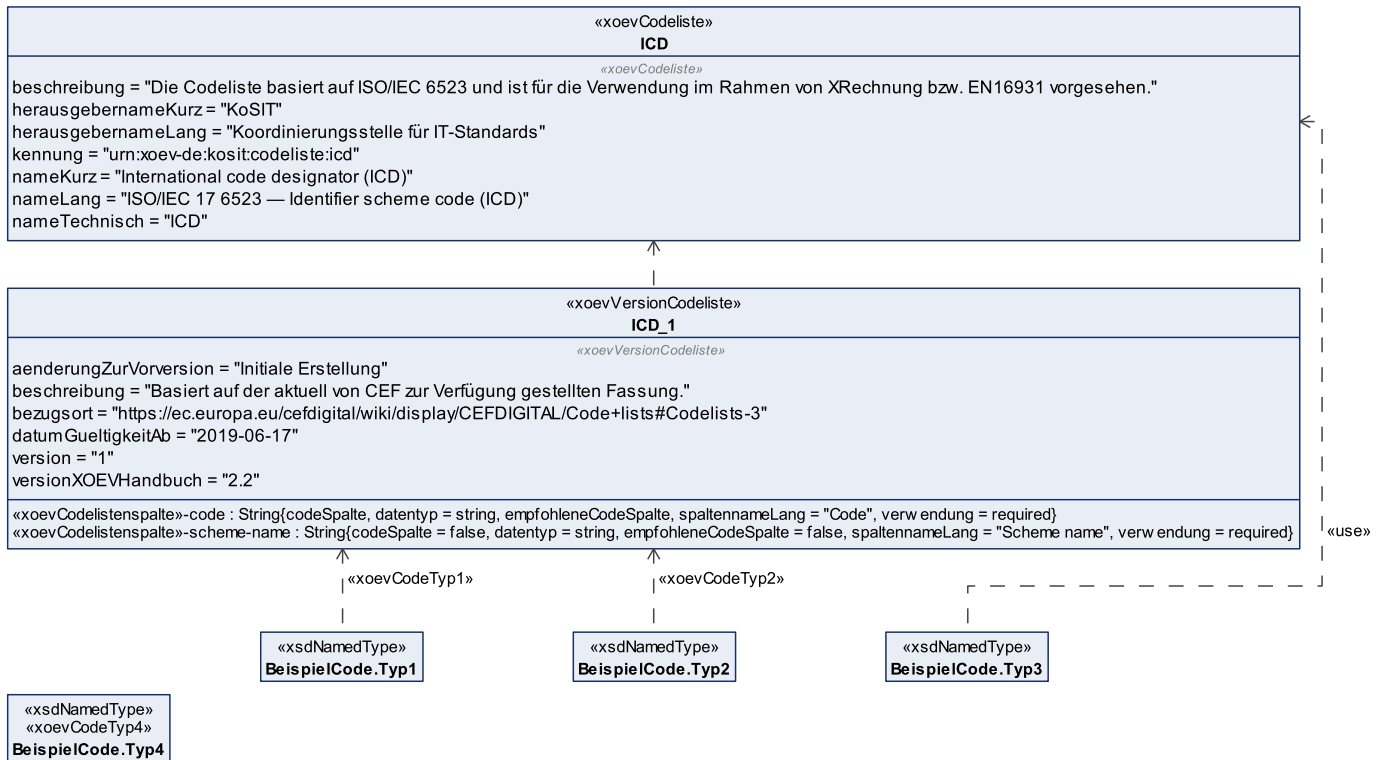 «xoevCodeliste»
ICD
«xoevCodeliste»
beschreibung = "Die Codeliste basiert auf ISO/IEC 6523 und ist für die Verwendung im Rahmen von XRechnung bzw. EN16931 vorgesehen."
herausgebernameKurz = "KoSIT"
herausgebernameLang = "Koordinierungsstelle für IT-Standards"
kennung = "urn:xoev-de:kosit:codeliste:icd"
nameKurz = "International code designator (ICD)"
nameLang = "ISO/IEC 17 6523 — Identifier scheme code (ICD)"
nameTechnisch = "ICD"
«xoevVersionCodeliste»
ICD_1
«xoevVersionCodeliste»
aenderungZurVorversion = "Initiale Erstellung"
beschreibung = "Basiert auf der aktuell von CEF zur Verfügung gestellten Fassung."
bezugsort = "https://ec.europa.eu/cefdigital/wiki/display/CEFDIGITAL/Code+lists#Codelists-3"
datumGueltigkeitAb = "2019-06-17"
version = "1"
versionXOEVHandbuch = "2.2"
«xoevCodelistenspalte»-code : String{codeSpalte, datentyp = string, empfohleneCodeSpalte, spaltennameLang = "Code", verwendung = required}
«xoevCodelistenspalte»-scheme-name : String{codeSpalte = false, datentyp = string, empfohleneCodeSpalte = false, spaltennameLang = "Scheme name", verwendung = required}
«use»
«xoevCodeTyp1»
«xoevCodeTyp2»
«xsdNamedType»
BeispielCode.Typ1
«xsdNamedType»
BeispielCode.Typ2
«xsdNamedType»
BeispielCode.Typ3
«xsdNamedType»
«xoevCodeTyp4»
BeispielCode.Typ4